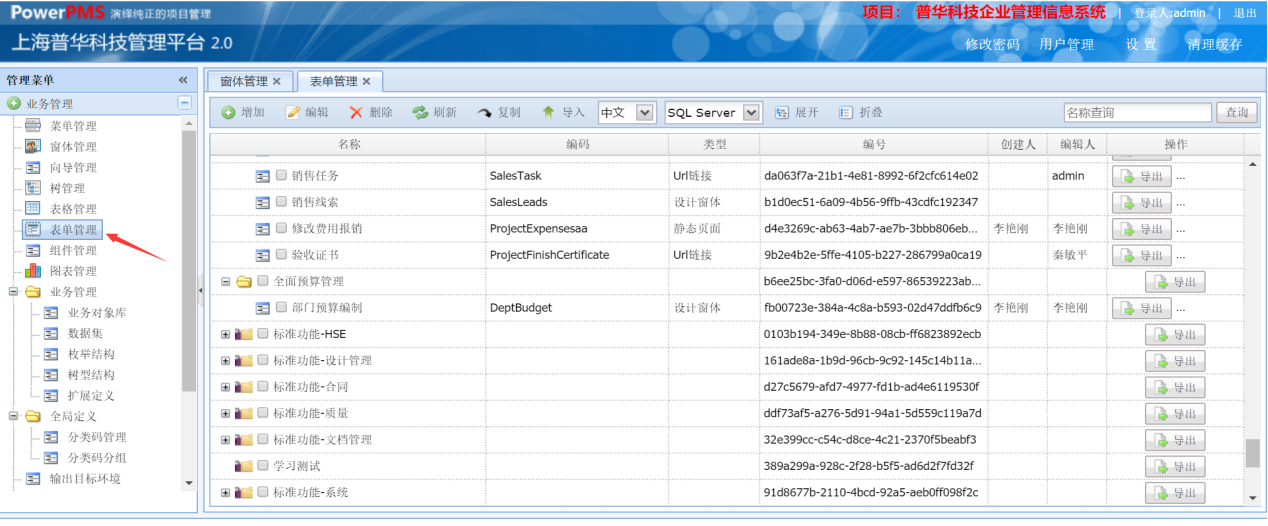 PowerPMS 演绎纯正的项目管理
项目： 普华科技企业管理信息系统 | 登录人:admin | 退出
上海普华科技管理平台 2.0
修改密码 用户管理 设 置 清理缓存
管理菜单 «
业务管理
菜单管理
窗体管理
向导管理
树管理
表格管理
表单管理
组件管理
图表管理
业务管理
业务对象库
数据集
枚举结构
树型结构
扩展定义
全局定义
分类码管理
分类码分组
输出目标环境
窗体管理 × 表单管理 ×
增加 编辑 删除 刷新 复制 导入 中文 SQL Server 展开 折叠 名称查询 查询
名称 编码 类型 编号 创建人 编辑人 操作
销售任务 SalesTask Url链接 da063f7a-21b1-4e81-8992-6f2cfc614e02 admin 导出 ...
销售线索 SalesLeads 设计窗体 b1d0ec51-6a09-4b56-9ffb-43cdfc192347 导出 ...
修改费用报销 ProjectExpensesaa 静态页面 d4e3269c-ab63-4ab7-ae7b-3bbb806eb... 李艳刚 李艳刚 导出 ...
验收证书 ProjectFinishCertificate Url链接 9b2e4b2e-5ffe-4105-b227-286799a0ca19 秦敏平 导出 ...
全面预算管理 b6ee25bc-3fa0-d06d-e597-86539223ab... 导出
部门预算编制 DeptBudget 设计窗体 fb00723e-384a-4c8a-b593-02d47ddfb6c9 李艳刚 李艳刚 导出 ...
标准功能-HSE 0103b194-349e-8b88-08cb-ff6823892ecb 导出
标准功能-设计管理 161ade8a-1b9d-96cb-9c92-145c14b11a... 导出
标准功能-合同 d27c5679-afd7-4977-fd1b-ad4e6119530f 导出
标准功能-质量 ddf73af5-a276-5d91-94a1-5d559c119a7d 导出
标准功能-文档管理 32e399cc-c54c-d8ce-4c21-2370f5beabf3 导出
学习测试 389a299a-928c-2f28-b5f5-ad6d2f7fd32f 导出
标准功能-系统 91d8677b-2110-4bcd-92a5-aeb0ff098f2c 导出